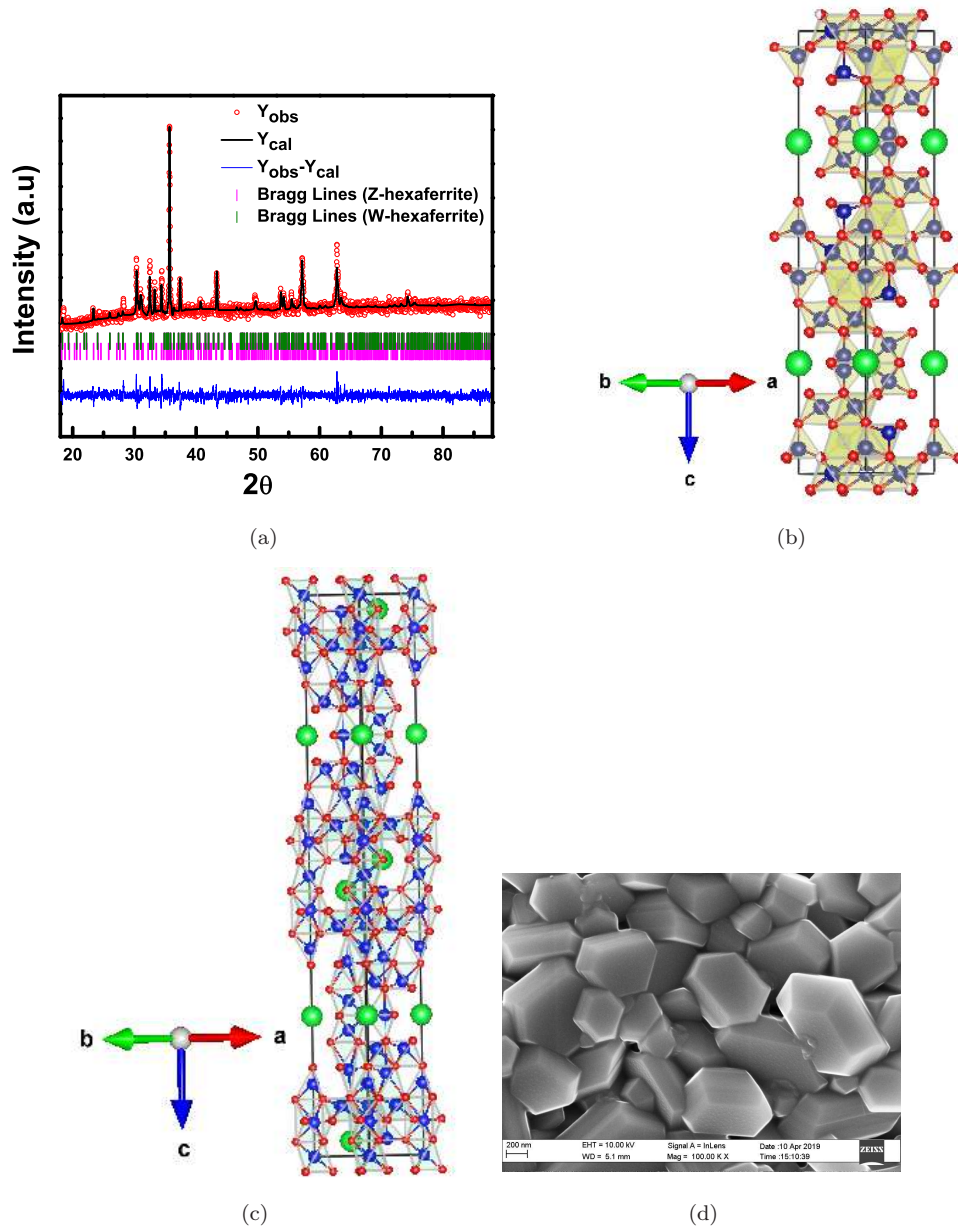 Y_obs
Y_cal
Y_obs-Y_cal
Bragg Lines (Z-hexaferrite)
Bragg Lines (W-hexaferrite)
Intensity (a.u)
20 30 40 50 60 70 80
2θ
(a)
b a
c
(b)
b a
c
(c)
200 nm EHT = 10.00 kV Signal A = InLens Date :10 Apr 2019
WD = 5.1 mm Mag = 100.00 K X Time :15:10:39
ZEISS
(d)